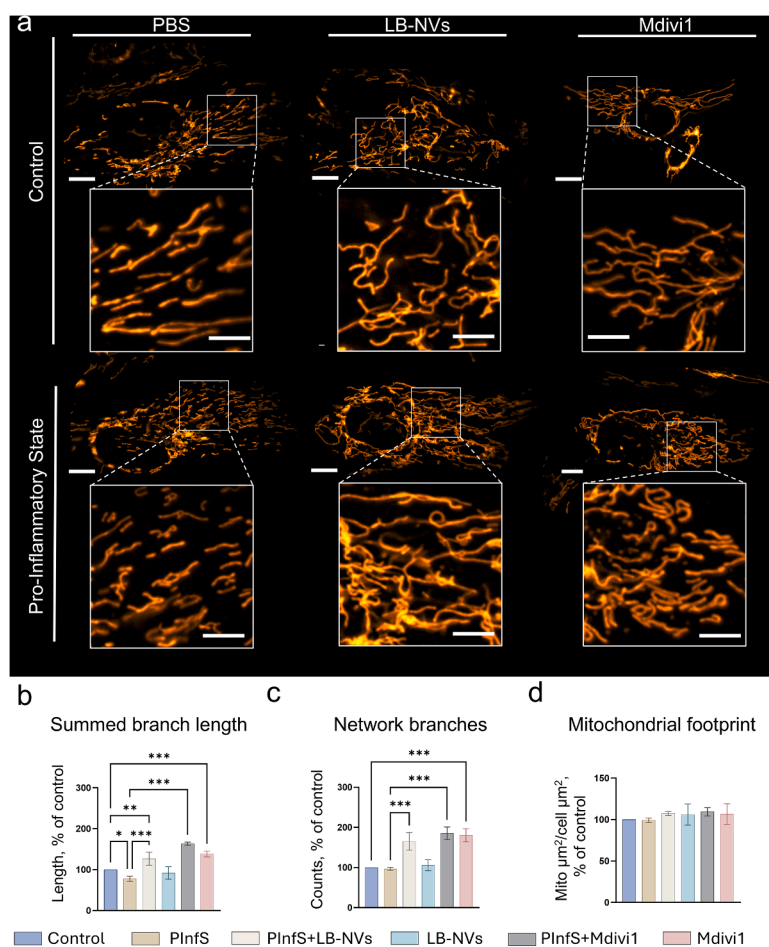 a
PBS
LB-NVs
Mdivi1
Control
Pro-Inflammatory State
b
Summed branch length
Length, % of control
300
200
100
0
***
***
**
*
***
c
Network branches
Counts, % of control
300
200
100
0
***
***
***
d
Mitochondrial footprint
Mito µm²/cell µm²,
% of control
150
100
50
0
Control
PInfS
PInfS+LB-NVs
LB-NVs
PInfS+Mdivi1
Mdivi1